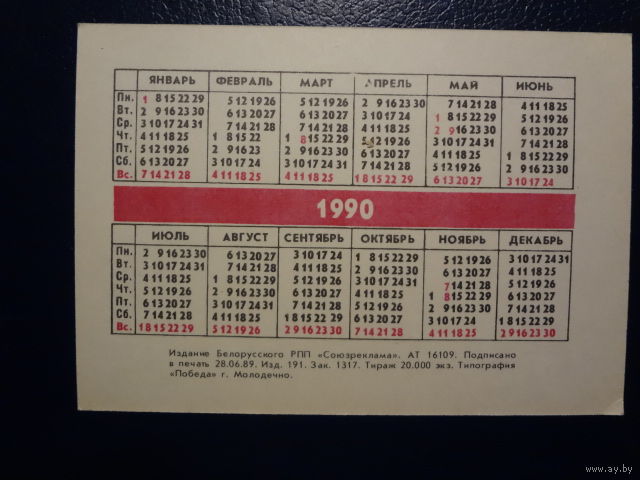 ЯНВАРЬ ФЕВРАЛЬ МАРТ АПРЕЛЬ МАЙ ИЮНЬ
Пн. 1 8 15 22 29 5 12 19 26 5 12 19 26 2 9 16 23 30 7 14 21 28 4 11 18 25
Вт. 2 9 16 23 30 6 13 20 27 6 13 20 27 3 10 17 24 1 8 15 22 29 5 12 19 26
Ср. 3 10 17 24 31 7 14 21 28 7 14 21 28 4 11 18 25 2 9 16 23 30 6 13 20 27
Чт. 4 11 18 25 1 8 15 22 1 8 15 22 29 5 12 19 26 3 10 17 24 31 7 14 21 28
Пт. 5 12 19 26 2 9 16 23 2 9 16 23 30 6 13 20 27 4 11 18 25 1 8 15 22 29
Сб. 6 13 20 27 3 10 17 24 3 10 17 24 31 7 14 21 28 5 12 19 26 2 9 16 23 30
Вс. 7 14 21 28 4 11 18 25 4 11 18 25 1 8 15 22 29 6 13 20 27 3 10 17 24
1990
ИЮЛЬ АВГУСТ СЕНТЯБРЬ ОКТЯБРЬ НОЯБРЬ ДЕКАБРЬ
Пн. 2 9 16 23 30 6 13 20 27 3 10 17 24 1 8 15 22 29 5 12 19 26 3 10 17 24 31
Вт. 3 10 17 24 31 7 14 21 28 4 11 18 25 2 9 16 23 30 6 13 20 27 4 11 18 25
Ср. 4 11 18 25 1 8 15 22 29 5 12 19 26 3 10 17 24 31 7 14 21 28 5 12 19 26
Чт. 5 12 19 26 2 9 16 23 30 6 13 20 27 4 11 18 25 1 8 15 22 29 6 13 20 27
Пт. 6 13 20 27 3 10 17 24 31 7 14 21 28 5 12 19 26 2 9 16 23 30 7 14 21 28
Сб. 7 14 21 28 4 11 18 25 1 8 15 22 29 6 13 20 27 3 10 17 24 1 8 15 22 29
Вс. 1 8 15 22 29 5 12 19 26 2 9 16 23 30 7 14 21 28 4 11 18 25 2 9 16 23 30
Издание Белорусского РПП «Союзреклама». АТ 16109. Подписано
в печать 28.06.89. Изд. 191. Зак. 1317. Тираж 20.000 экз. Типография
«Победа» г. Молодечно.
www.ay.by